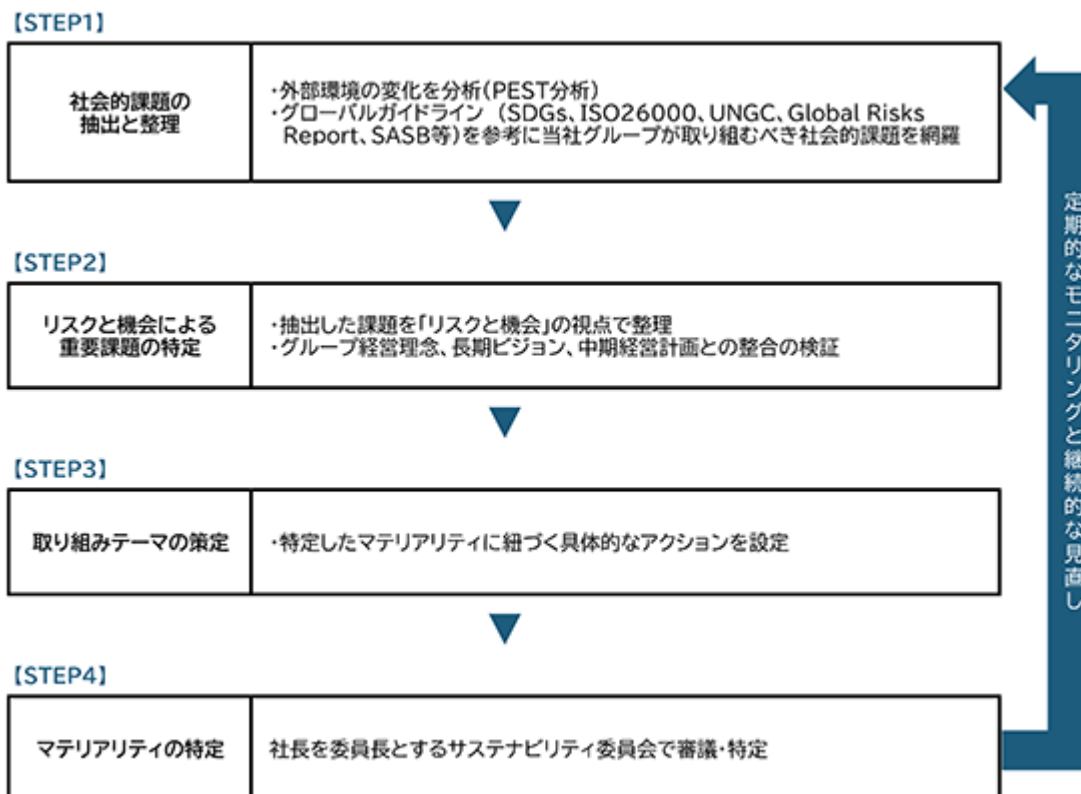 【STEP1】
社会的課題の
抽出と整理
・外部環境の変化を分析(PEST分析)
・グローバルガイドライン (SDGs、ISO26000、UNGC、Global Risks
Report、SASB等)を参考に当社グループが取り組むべき社会的課題を網羅
【STEP2】
リスクと機会による
重要課題の特定
・抽出した課題を「リスクと機会」の視点で整理
・グループ経営理念、長期ビジョン、中期経営計画との整合の検証
【STEP3】
取り組みテーマの策定
・特定したマテリアリティに紐づく具体的なアクションを設定
【STEP4】
マテリアリティの特定
社長を委員長とするサステナビリティ委員会で審議・特定
定期的なモニタリングと継続的な見直し